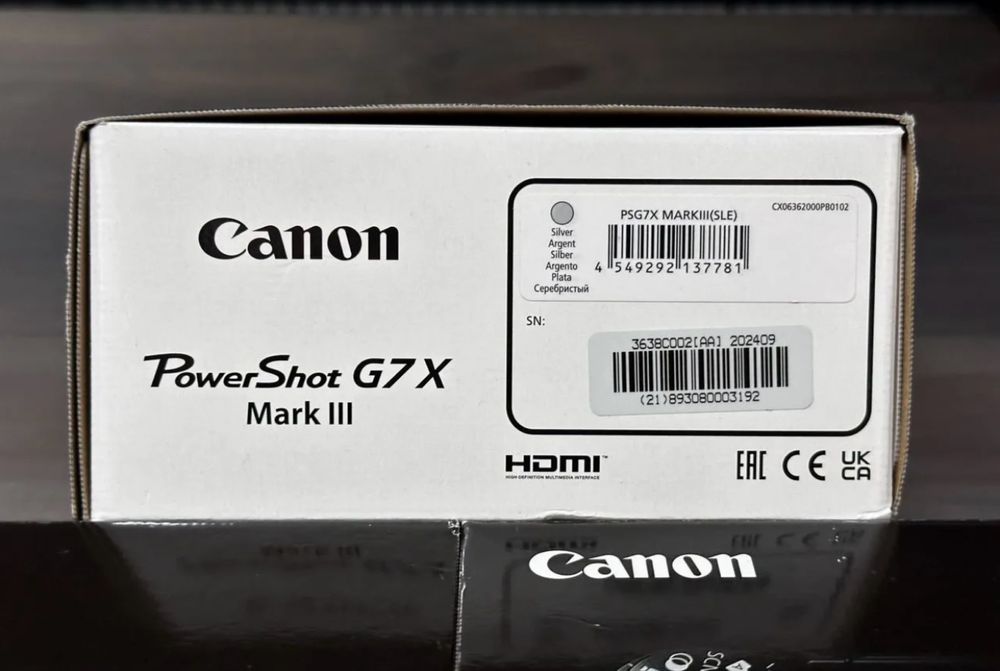 Canon
PowerShot G7 X
Mark III
PSG7X MARKIII(SLE)
CX06362000PB0102
Silver
Argent
Silber
Argento
Plata
Серебристый
4 549292 137781
SN:
3638C002[AA] 202409
(21)893080003192
HDMI™
HIGH-DEFINITION MULTIMEDIA INTERFACE
EAC CE UK
CA
Canon